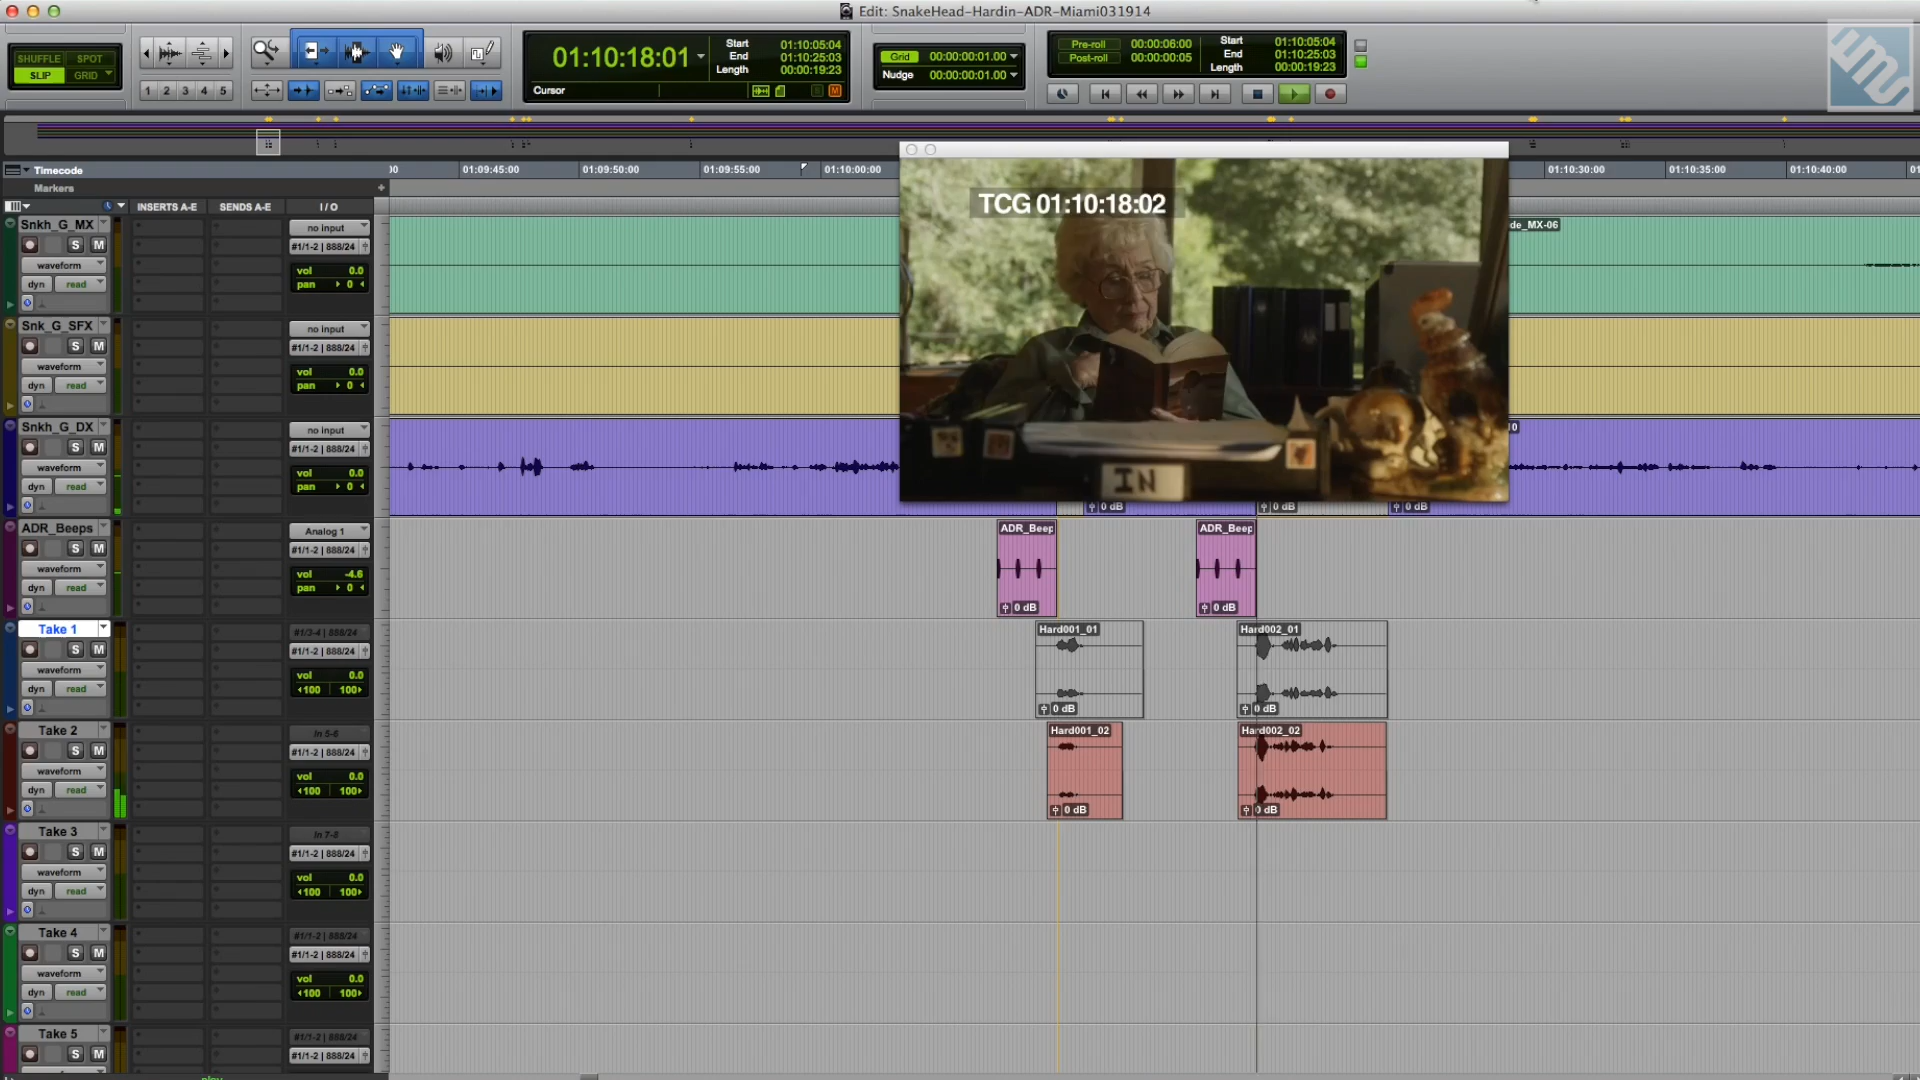 Edit: SnakeHead-Hardin-ADR-Miami031914
SHUFFLE SPOT
SLIP GRID
1 2 3 4 5
01:10:18:01
Start 01:10:05:04
End 01:10:25:03
Length 00:00:19:23
Cursor
Grid 00:00:00:01.00
Nudge 00:00:00:01.00
Pre-roll 00:00:06:00
Post-roll 00:00:00:05
Start 01:10:05:04
End 01:10:25:03
Length 00:00:19:23
Timecode
01:09:45:00 01:09:50:00 01:09:55:00 01:10:00:00 01:10:30:00 01:10:35:00 01:10:40:00
Markers
INSERTS A-E SENDS A-E I / O
TCG 01:10:18:02
IN
Snkh_G_MX
no input
S M
#1/1-2 | 888/24
waveform
vol 0.0
dyn read
pan 0
de_MX-06
Snk_G_SFX
no input
S M
#1/1-2 | 888/24
waveform
vol 0.0
dyn read
pan 0
Snkh_G_DX
no input
S M
#1/1-2 | 888/24
waveform
vol 0.0
dyn read
pan 0
0 dB 0 dB 0 dB
ADR_Beeps
Analog 1
S M
#1/1-2 | 888/24
waveform
vol -4.6
dyn read
pan 0
ADR_Beep ADR_Beep
0 dB 0 dB
Take 1
#1/3-4 | 888/24
S M
#1/1-2 | 888/24
waveform
vol 0.0
dyn read
100 100
Hard001_01 Hard002_01
0 dB 0 dB
Take 2
In 5-6
S M
#1/1-2 | 888/24
waveform
vol 0.0
dyn read
100 100
Hard001_02 Hard002_02
0 dB 0 dB
Take 3
In 7-8
S M
#1/1-2 | 888/24
waveform
vol 0.0
dyn read
100 100
Take 4
#1/1-2 | 888/24
S M
#1/1-2 | 888/24
waveform
vol 0.0
dyn read
100 100
Take 5
#1/1-2 | 888/24
S M
#1/1-2 | 888/24